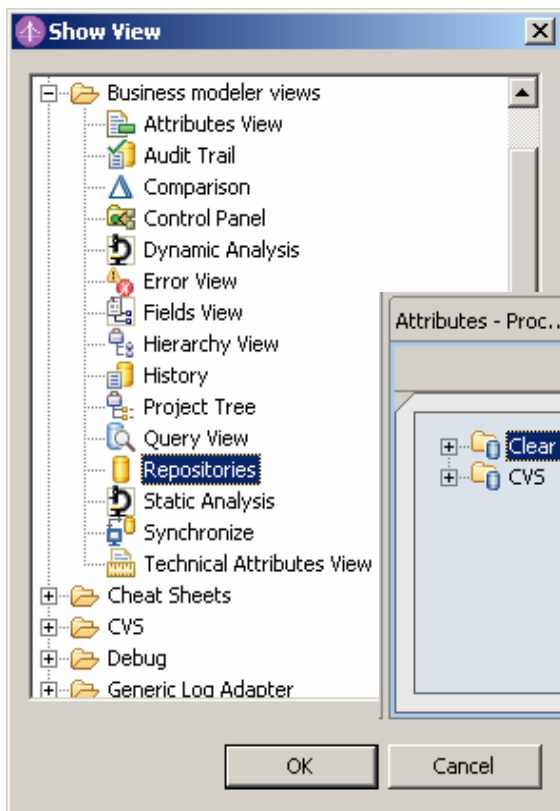 Show View
Business modeler views
Attributes View
Audit Trail
Comparison
Control Panel
Dynamic Analysis
Error View
Fields View
Hierarchy View
History
Project Tree
Query View
Repositories
Static Analysis
Synchronize
Technical Attributes View
Cheat Sheets
CVS
Debug
Generic Log Adapter
Attributes - Proc..
Clear
CVS
OK
Cancel